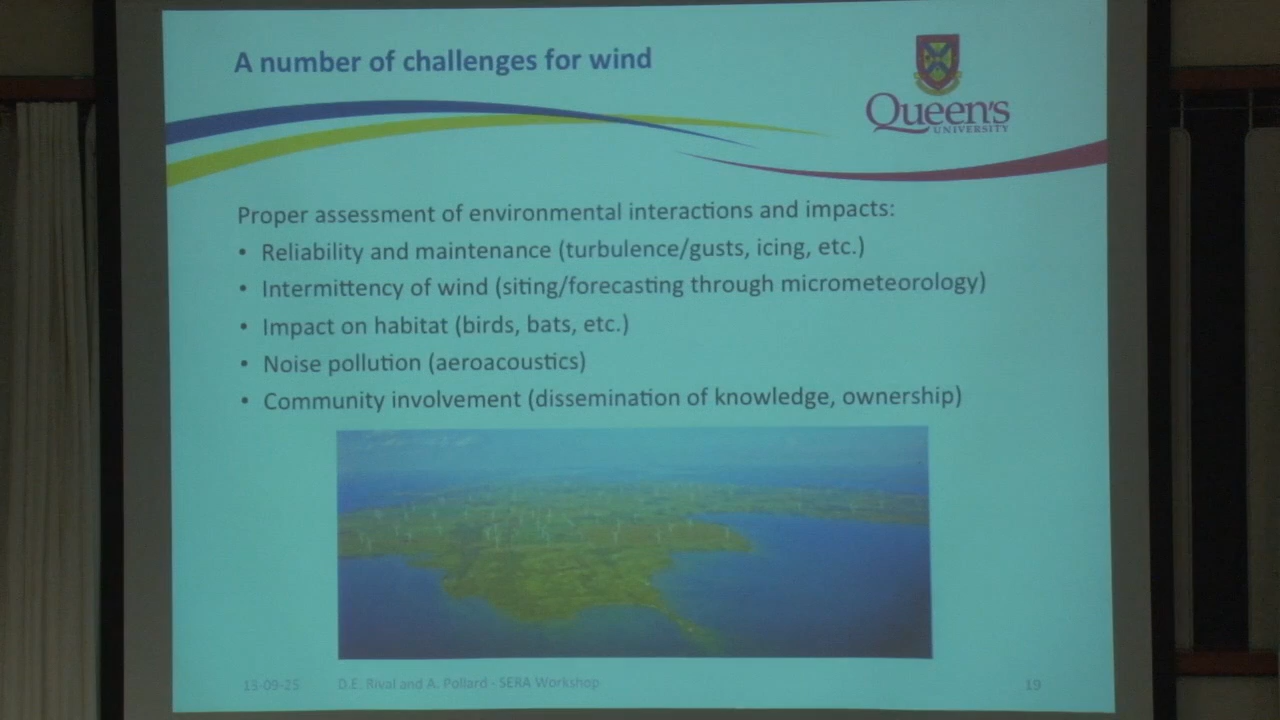 A number of challenges for wind
Queen's
UNIVERSITY
Proper assessment of environmental interactions and impacts:
• Reliability and maintenance (turbulence/gusts, icing, etc.)
• Intermittency of wind (siting/forecasting through micrometeorology)
• Impact on habitat (birds, bats, etc.)
• Noise pollution (aeroacoustics)
• Community involvement (dissemination of knowledge, ownership)
13-09-25 D.E. Rival and A. Pollard - SERA Workshop 19